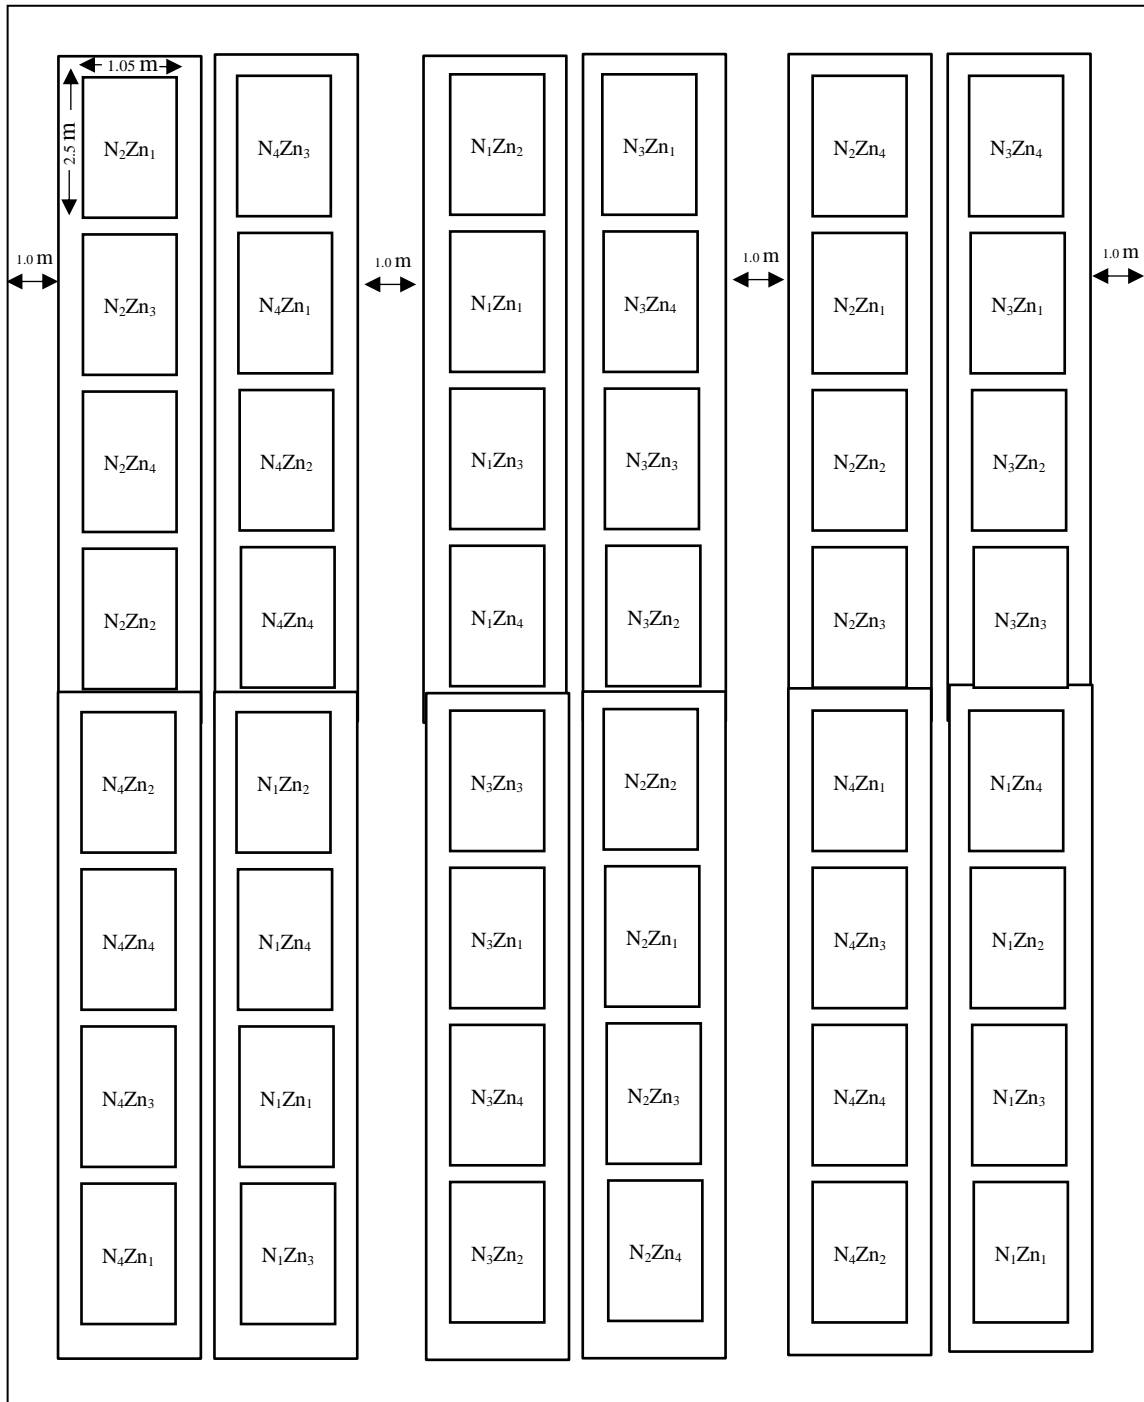 1.05 m
2.5 m
N₂Zn₁ N₄Zn₃ N₁Zn₂ N₃Zn₁ N₂Zn₄ N₃Zn₄
1.0 m 1.0 m 1.0 m 1.0 m
N₂Zn₃ N₄Zn₁ N₁Zn₁ N₃Zn₄ N₂Zn₁ N₃Zn₁
N₂Zn₄ N₄Zn₂ N₁Zn₃ N₃Zn₃ N₂Zn₂ N₃Zn₂
N₂Zn₂ N₄Zn₄ N₁Zn₄ N₃Zn₂ N₂Zn₃ N₃Zn₃
N₄Zn₂ N₁Zn₂ N₃Zn₃ N₂Zn₂ N₄Zn₁ N₁Zn₄
N₄Zn₄ N₁Zn₄ N₃Zn₁ N₂Zn₁ N₄Zn₃ N₁Zn₂
N₄Zn₃ N₁Zn₁ N₃Zn₄ N₂Zn₃ N₄Zn₄ N₁Zn₃
N₄Zn₁ N₁Zn₃ N₃Zn₂ N₂Zn₄ N₄Zn₂ N₁Zn₁